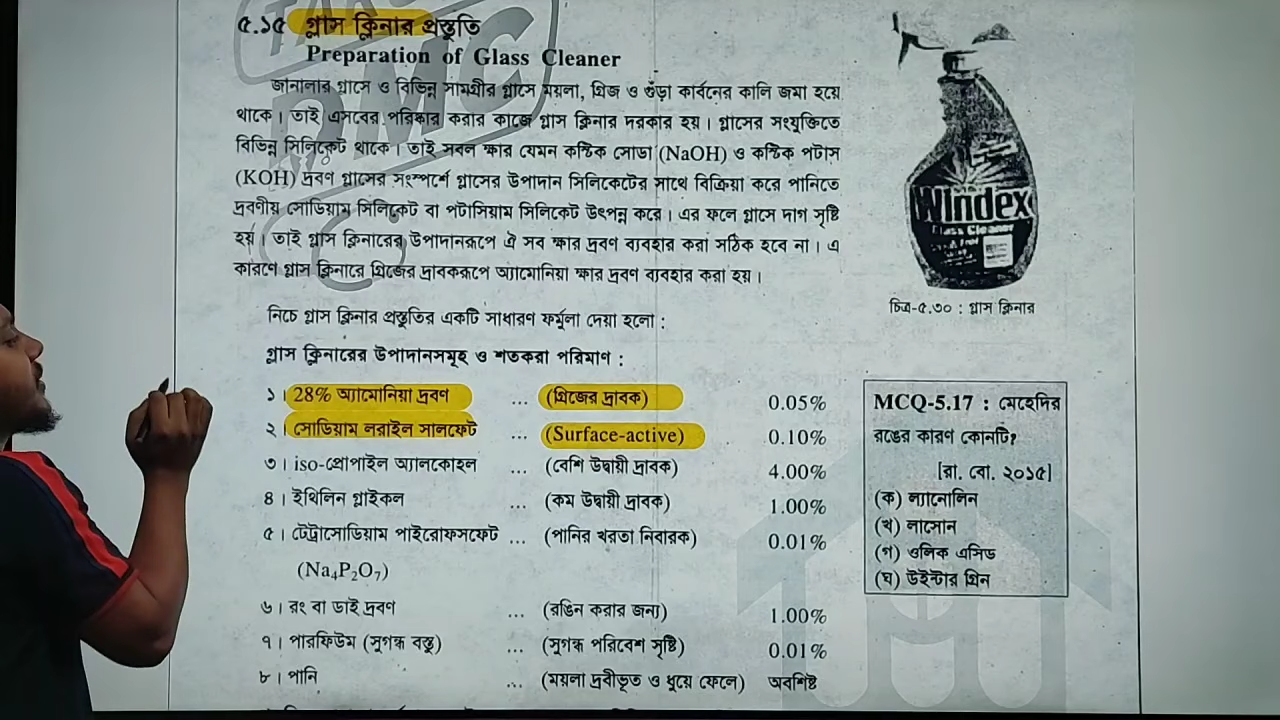 ৫.১৫ গ্লাস ক্লিনার প্রস্তুতি
Preparation of Glass Cleaner
জানালার গ্লাসে ও বিভিন্ন সামগ্রীর গ্লাসে ময়লা, গ্রিজ ও গুঁড়া কার্বনের কালি জমা হয়ে
থাকে। তাই এসবের পরিষ্কার করার কাজে গ্লাস ক্লিনার দরকার হয়। গ্লাসের সংযুক্তিতে
বিভিন্ন সিলিকেট থাকে। তাই সবল ক্ষার যেমন কস্টিক সোডা (NaOH) ও কস্টিক পটাস
(KOH) দ্রবণ গ্লাসের সংস্পর্শে গ্লাসের উপাদান সিলিকেটের সাথে বিক্রিয়া করে পানিতে
দ্রবণীয় সোডিয়াম সিলিকেট বা পটাসিয়াম সিলিকেট উৎপন্ন করে। এর ফলে গ্লাসে দাগ সৃষ্টি
হয়। তাই গ্লাস ক্লিনারের উপাদানরূপে ঐ সব ক্ষার দ্রবণ ব্যবহার করা সঠিক হবে না। এ
কারণে গ্লাস ক্লিনারে গ্রিজের দ্রাবকরূপে অ্যামোনিয়া ক্ষার দ্রবণ ব্যবহার করা হয়।
Windex
Glass Cleaner
চিত্র-৫.৩০ : গ্লাস ক্লিনার
নিচে গ্লাস ক্লিনার প্রস্তুতির একটি সাধারণ ফর্মুলা দেয়া হলো :
গ্লাস ক্লিনারের উপাদানসমূহ ও শতকরা পরিমাণ :
১। 28% অ্যামোনিয়া দ্রবণ ... (গ্রিজের দ্রাবক) 0.05%
২। সোডিয়াম লরাইল সালফেট ... (Surface-active) 0.10%
৩। iso-প্রোপাইল অ্যালকোহল ... (বেশি উদ্বায়ী দ্রাবক) 4.00%
৪। ইথিলিন গ্লাইকল ... (কম উদ্বায়ী দ্রাবক) 1.00%
৫। টেট্রাসোডিয়াম পাইরোফসফেট ... (পানির খরতা নিবারক) 0.01%
(Na₄P₂O₇)
৬। রং বা ডাই দ্রবণ ... (রঙিন করার জন্য) 1.00%
৭। পারফিউম (সুগন্ধ বস্তু) ... (সুগন্ধ পরিবেশ সৃষ্টি) 0.01%
৮। পানি ... (ময়লা দ্রবীভূত ও ধুয়ে ফেলে) অবশিষ্ট
MCQ-5.17 : মেহেদির
রঙের কারণ কোনটি?
[রা. বো. ২০১৫]
(ক) ল্যানোলিন
(খ) লাসোন
(গ) ওলিক এসিড
(ঘ) উইন্টার গ্রিন